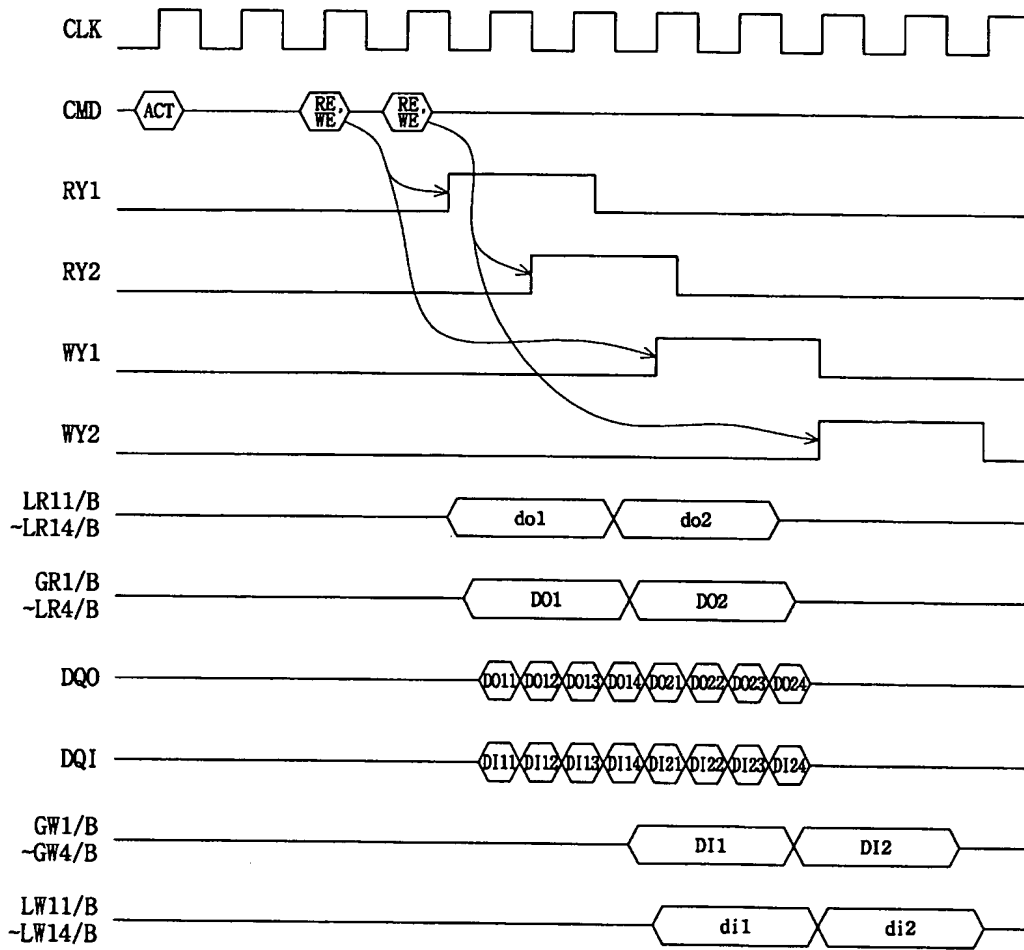 CLK
CMD
ACT
RE,
WE
RE,
WE
RY1
RY2
WY1
WY2
LR11/B
~LR14/B
do1
do2
GR1/B
~LR4/B
DO1
DO2
DQO
DO11 DO12 DO13 DO14 DO21 DO22 DO23 DO24
DQI
DI11 DI12 DI13 DI14 DI21 DI22 DI23 DI24
GW1/B
~GW4/B
DI1
DI2
LW11/B
~LW14/B
di1
di2